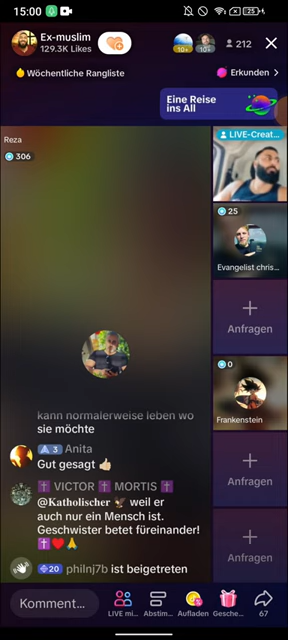 15:00
25
Ex-muslim
129.3K Likes
10+
10+
212
Wöchentliche Rangliste
Erkunden
Eine Reise
ins All
Reza
306
LIVE-Creat...
25
Evangelist chris...
Anfragen
0
Frankenstein
Anfragen
Anfragen
kann normalerweise leben wo
sie möchte
3 Anita
Gut gesagt 👍🏼
✝️ VICTOR ✝️ MORTIS ✝️
@𝐊𝐚𝐭𝐡𝐨𝐥𝐢𝐬𝐜𝐡𝐞𝐫 🦅 weil er
auch nur ein Mensch ist.
Geschwister betet füreinander!
✝️❤️🙏
20 philnj7b ist beigetreten
Komment...
LIVE mi...
Abstim...
Aufladen
Gesche...
67